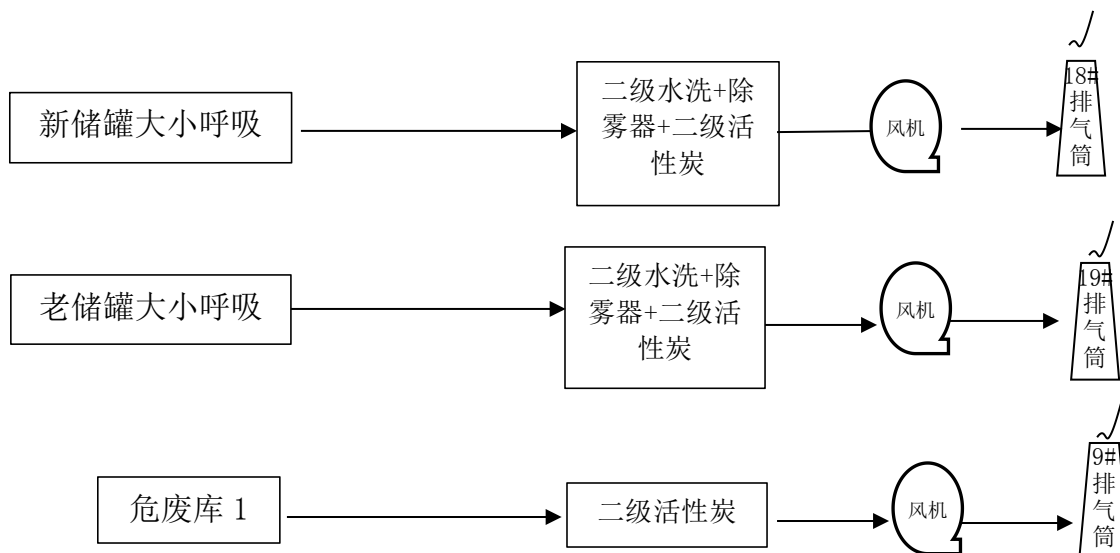 新储罐大小呼吸
二级水洗+除
雾器+二级活
性炭
风机
18#
排
气
筒
老储罐大小呼吸
二级水洗+除
雾器+二级活
性炭
风机
19#
排
气
筒
危废库 1
二级活性炭
风机
9#
排
气
筒